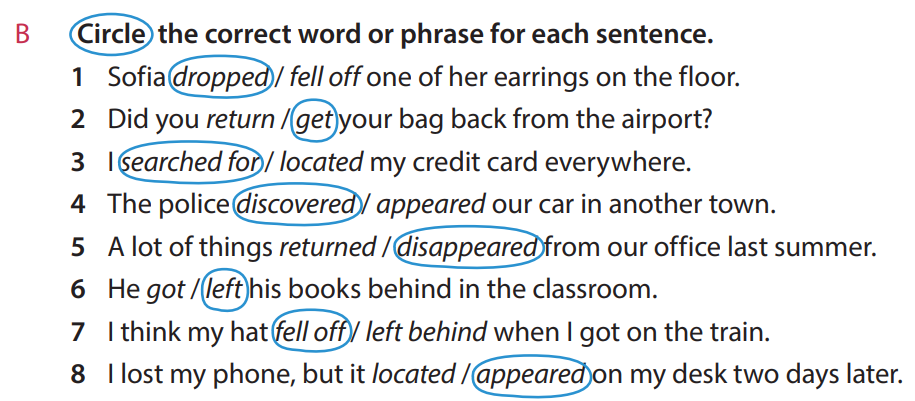 B Circle the correct word or phrase for each sentence.
1 Sofia dropped / fell off one of her earrings on the floor.
2 Did you return / get your bag back from the airport?
3 I searched for / located my credit card everywhere.
4 The police discovered / appeared our car in another town.
5 A lot of things returned / disappeared from our office last summer.
6 He got / left his books behind in the classroom.
7 I think my hat fell off / left behind when I got on the train.
8 I lost my phone, but it located / appeared on my desk two days later.